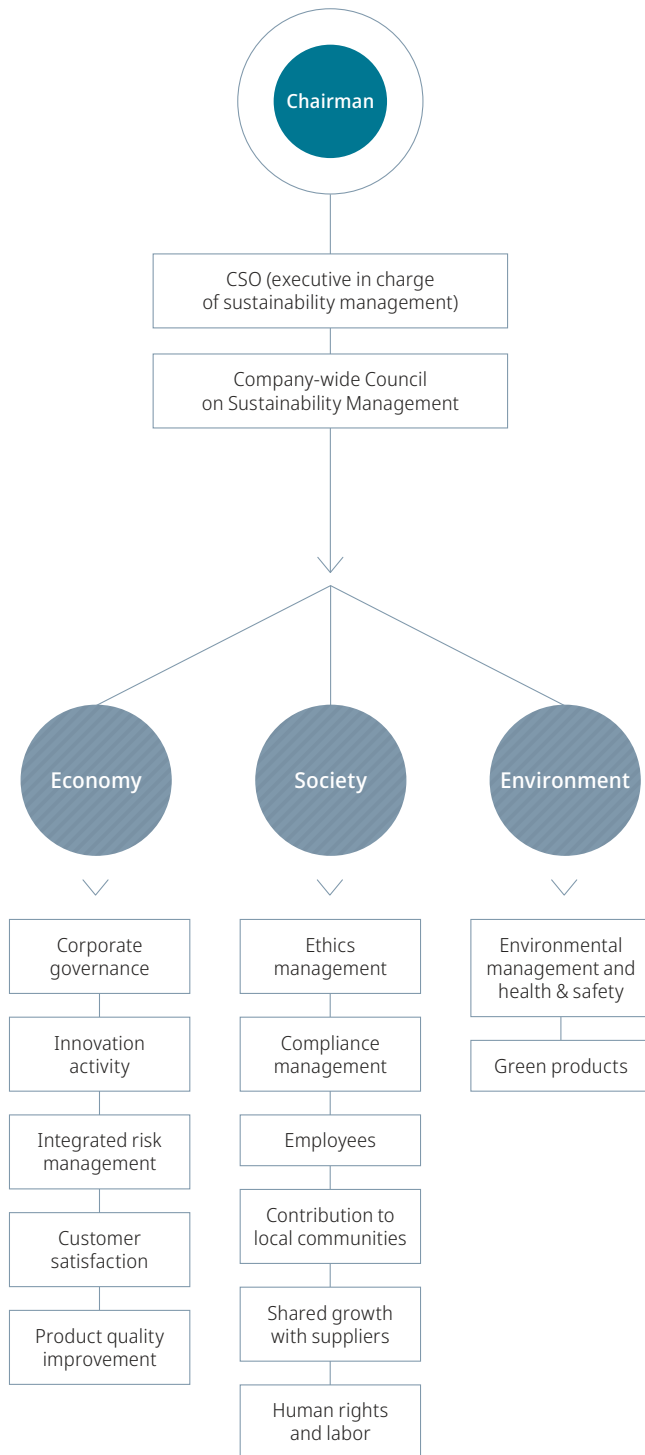 Chairman
CSO (executive in charge
of sustainability management)
Company-wide Council
on Sustainability Management
Economy
Society
Environment
Corporate
governance
Innovation
activity
Integrated risk
management
Customer
satisfaction
Product quality
improvement
Ethics
management
Compliance
management
Employees
Contribution to
local communities
Shared growth
with suppliers
Human rights
and labor
Environmental
management and
health & safety
Green products